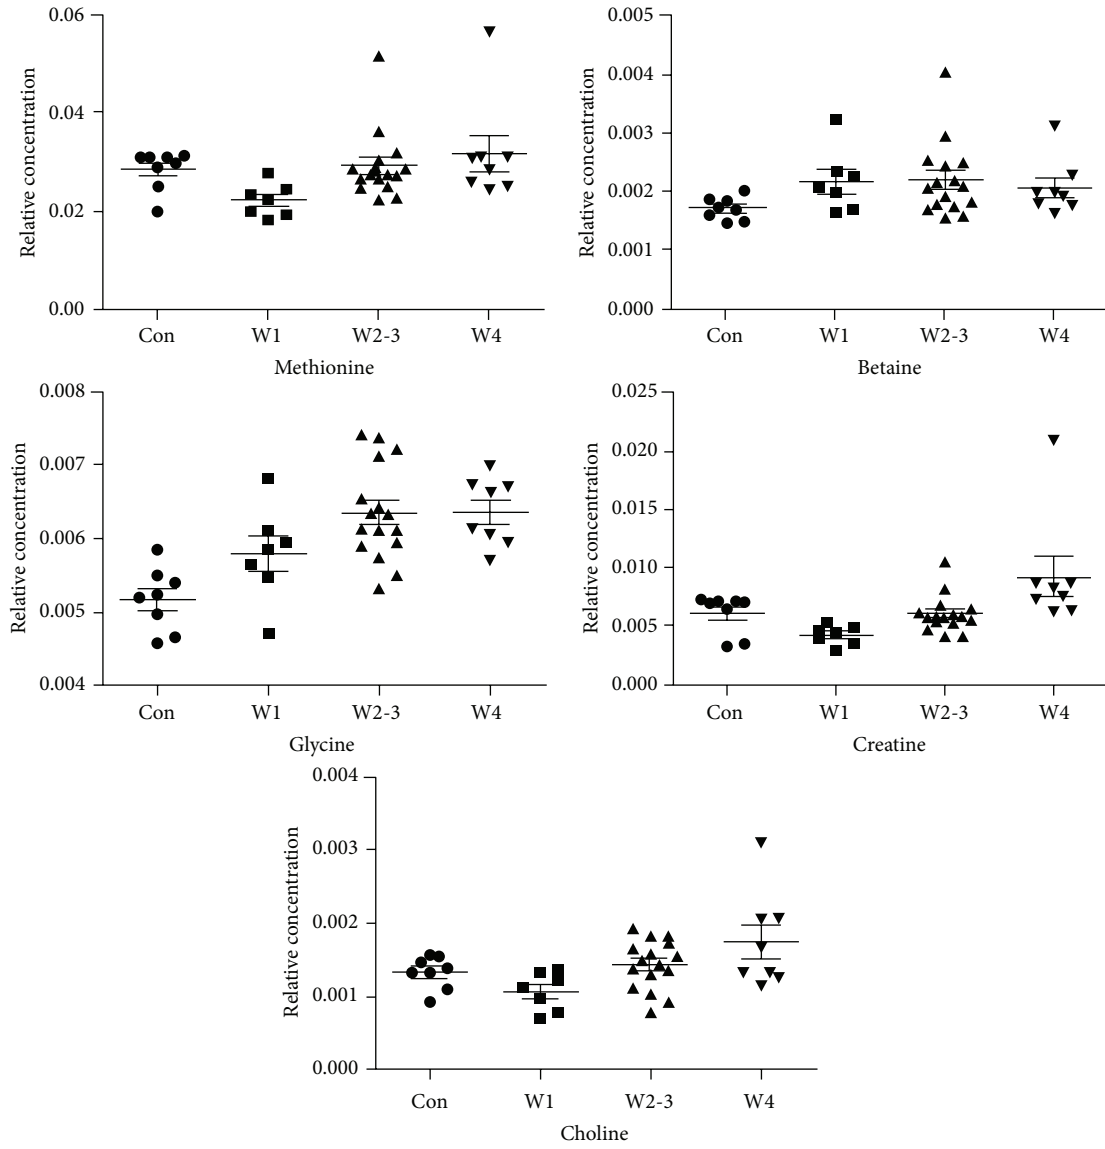 Relative concentration
0.06
0.04
0.02
0.00
Con W1 W2-3 W4
Methionine
Relative concentration
0.005
0.004
0.003
0.002
0.001
0.000
Con W1 W2-3 W4
Betaine
Relative concentration
0.008
0.007
0.006
0.005
0.004
Con W1 W2-3 W4
Glycine
Relative concentration
0.025
0.020
0.015
0.010
0.005
0.000
Con W1 W2-3 W4
Creatine
Relative concentration
0.004
0.003
0.002
0.001
0.000
Con W1 W2-3 W4
Choline